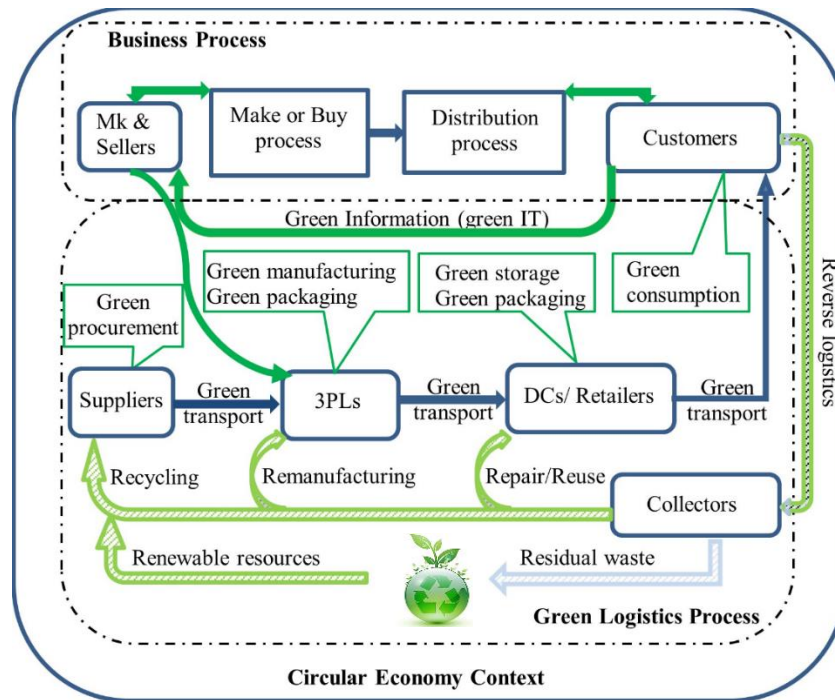 Business Process
Mk &
Sellers
Make or Buy
process
Distribution
process
Customers
Green Information (green IT)
Green manufacturing
Green packaging
Green storage
Green packaging
Green
consumption
Green
procurement
Reverse logistics
Suppliers
Green
transport
3PLs
Green
transport
DCs/ Retailers
Green
transport
Recycling
Remanufacturing
Repair/Reuse
Collectors
Renewable resources
Residual waste
Green Logistics Process
Circular Economy Context